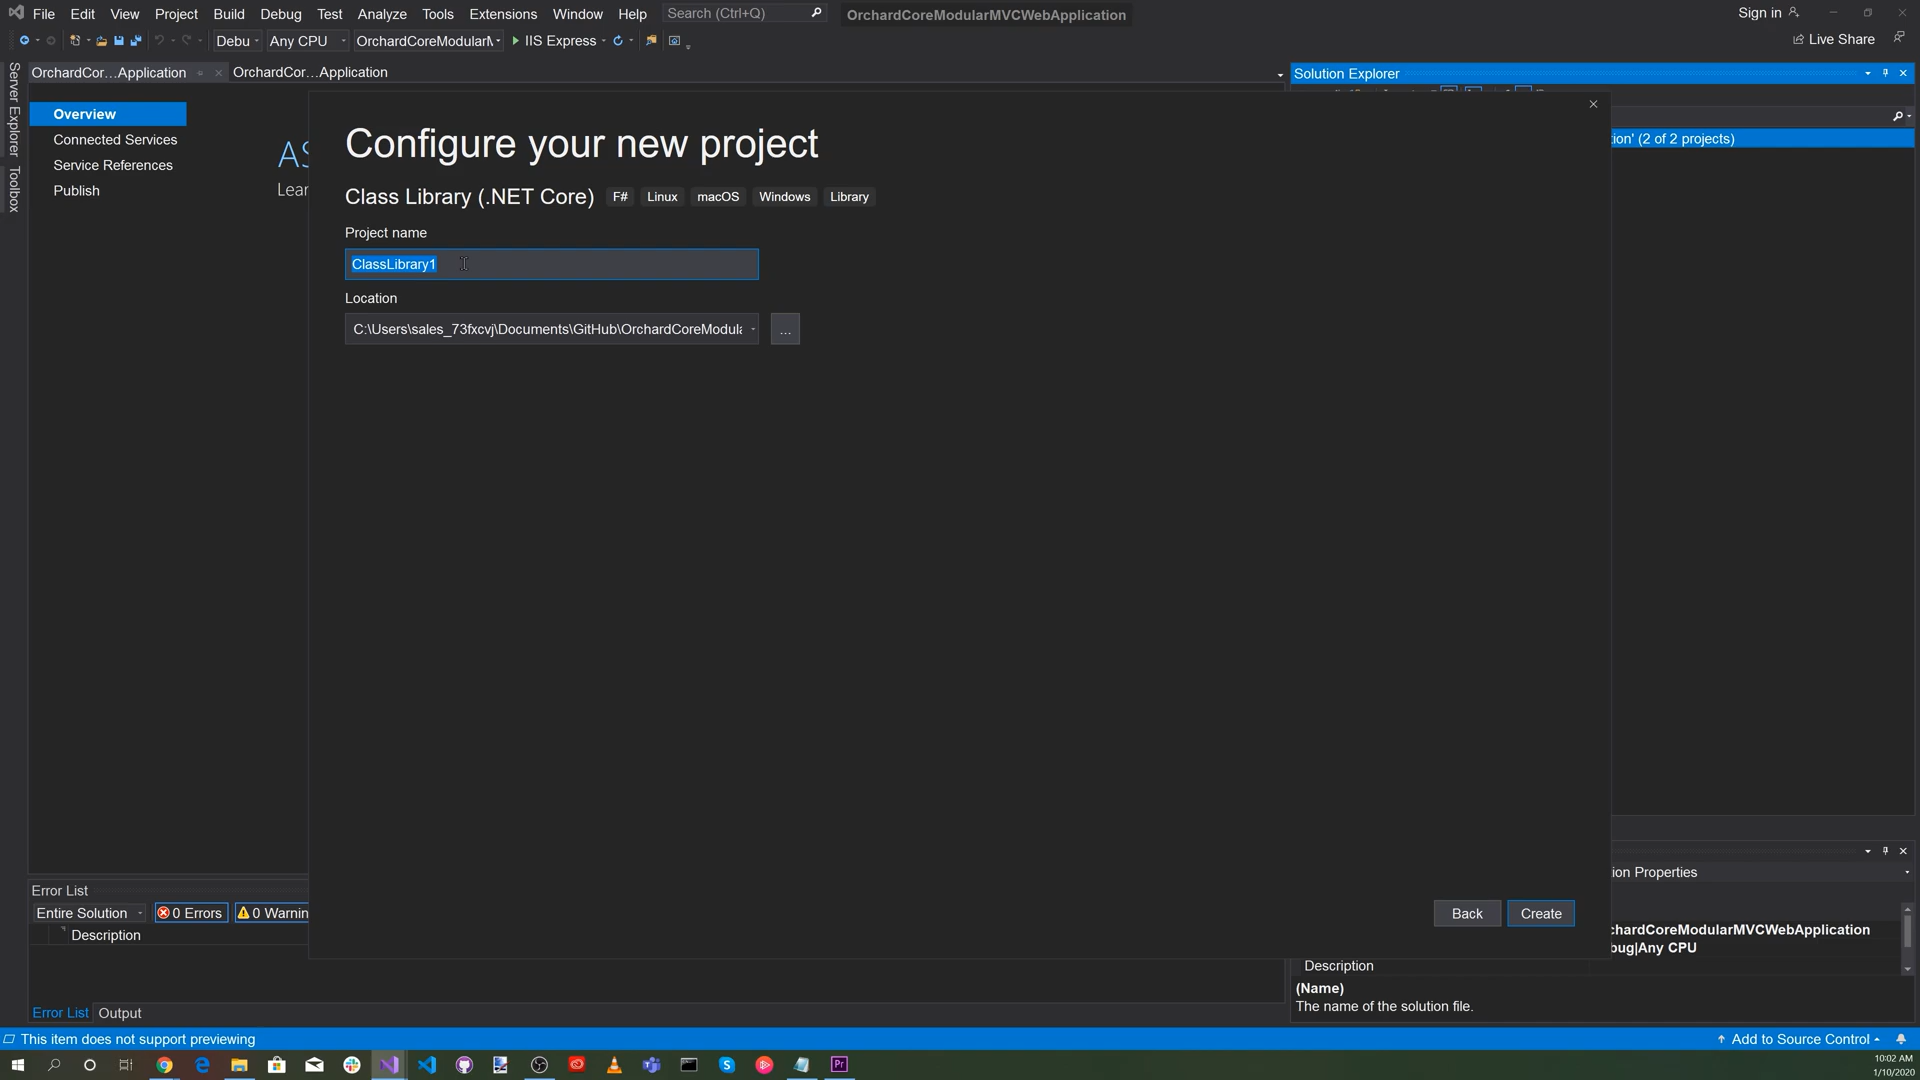 File Edit View Project Build Debug Test Analyze Tools Extensions Window Help Search (Ctrl+Q) OrchardCoreModularMVCWebApplication Sign in
Debu Any CPU OrchardCoreModularM IIS Express Live Share
Server Explorer
Toolbox
OrchardCor...Application OrchardCor...Application
Solution Explorer
Overview
Connected Services
Service References
Publish
AS
Lear
Configure your new project
Class Library (.NET Core) F# Linux macOS Windows Library
Project name
ClassLibrary1
Location
C:\Users\sales_73fxcvj\Documents\GitHub\OrchardCoreModula
...
Back Create
ion' (2 of 2 projects)
ion Properties
chardCoreModularMVCWebApplication
bug|Any CPU
Description
(Name)
The name of the solution file.
Error List
Entire Solution 0 Errors 0 Warnin
Description
Error List Output
This item does not support previewing
Add to Source Control
10:02 AM
1/10/2020